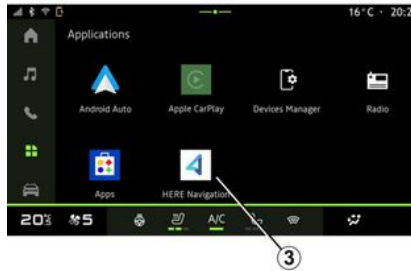 16°C · 20:2
Applications
Android Auto
Apple CarPlay
Devices Manager
Radio
Apps
HERE Navigation
20°5
5
A/C
3